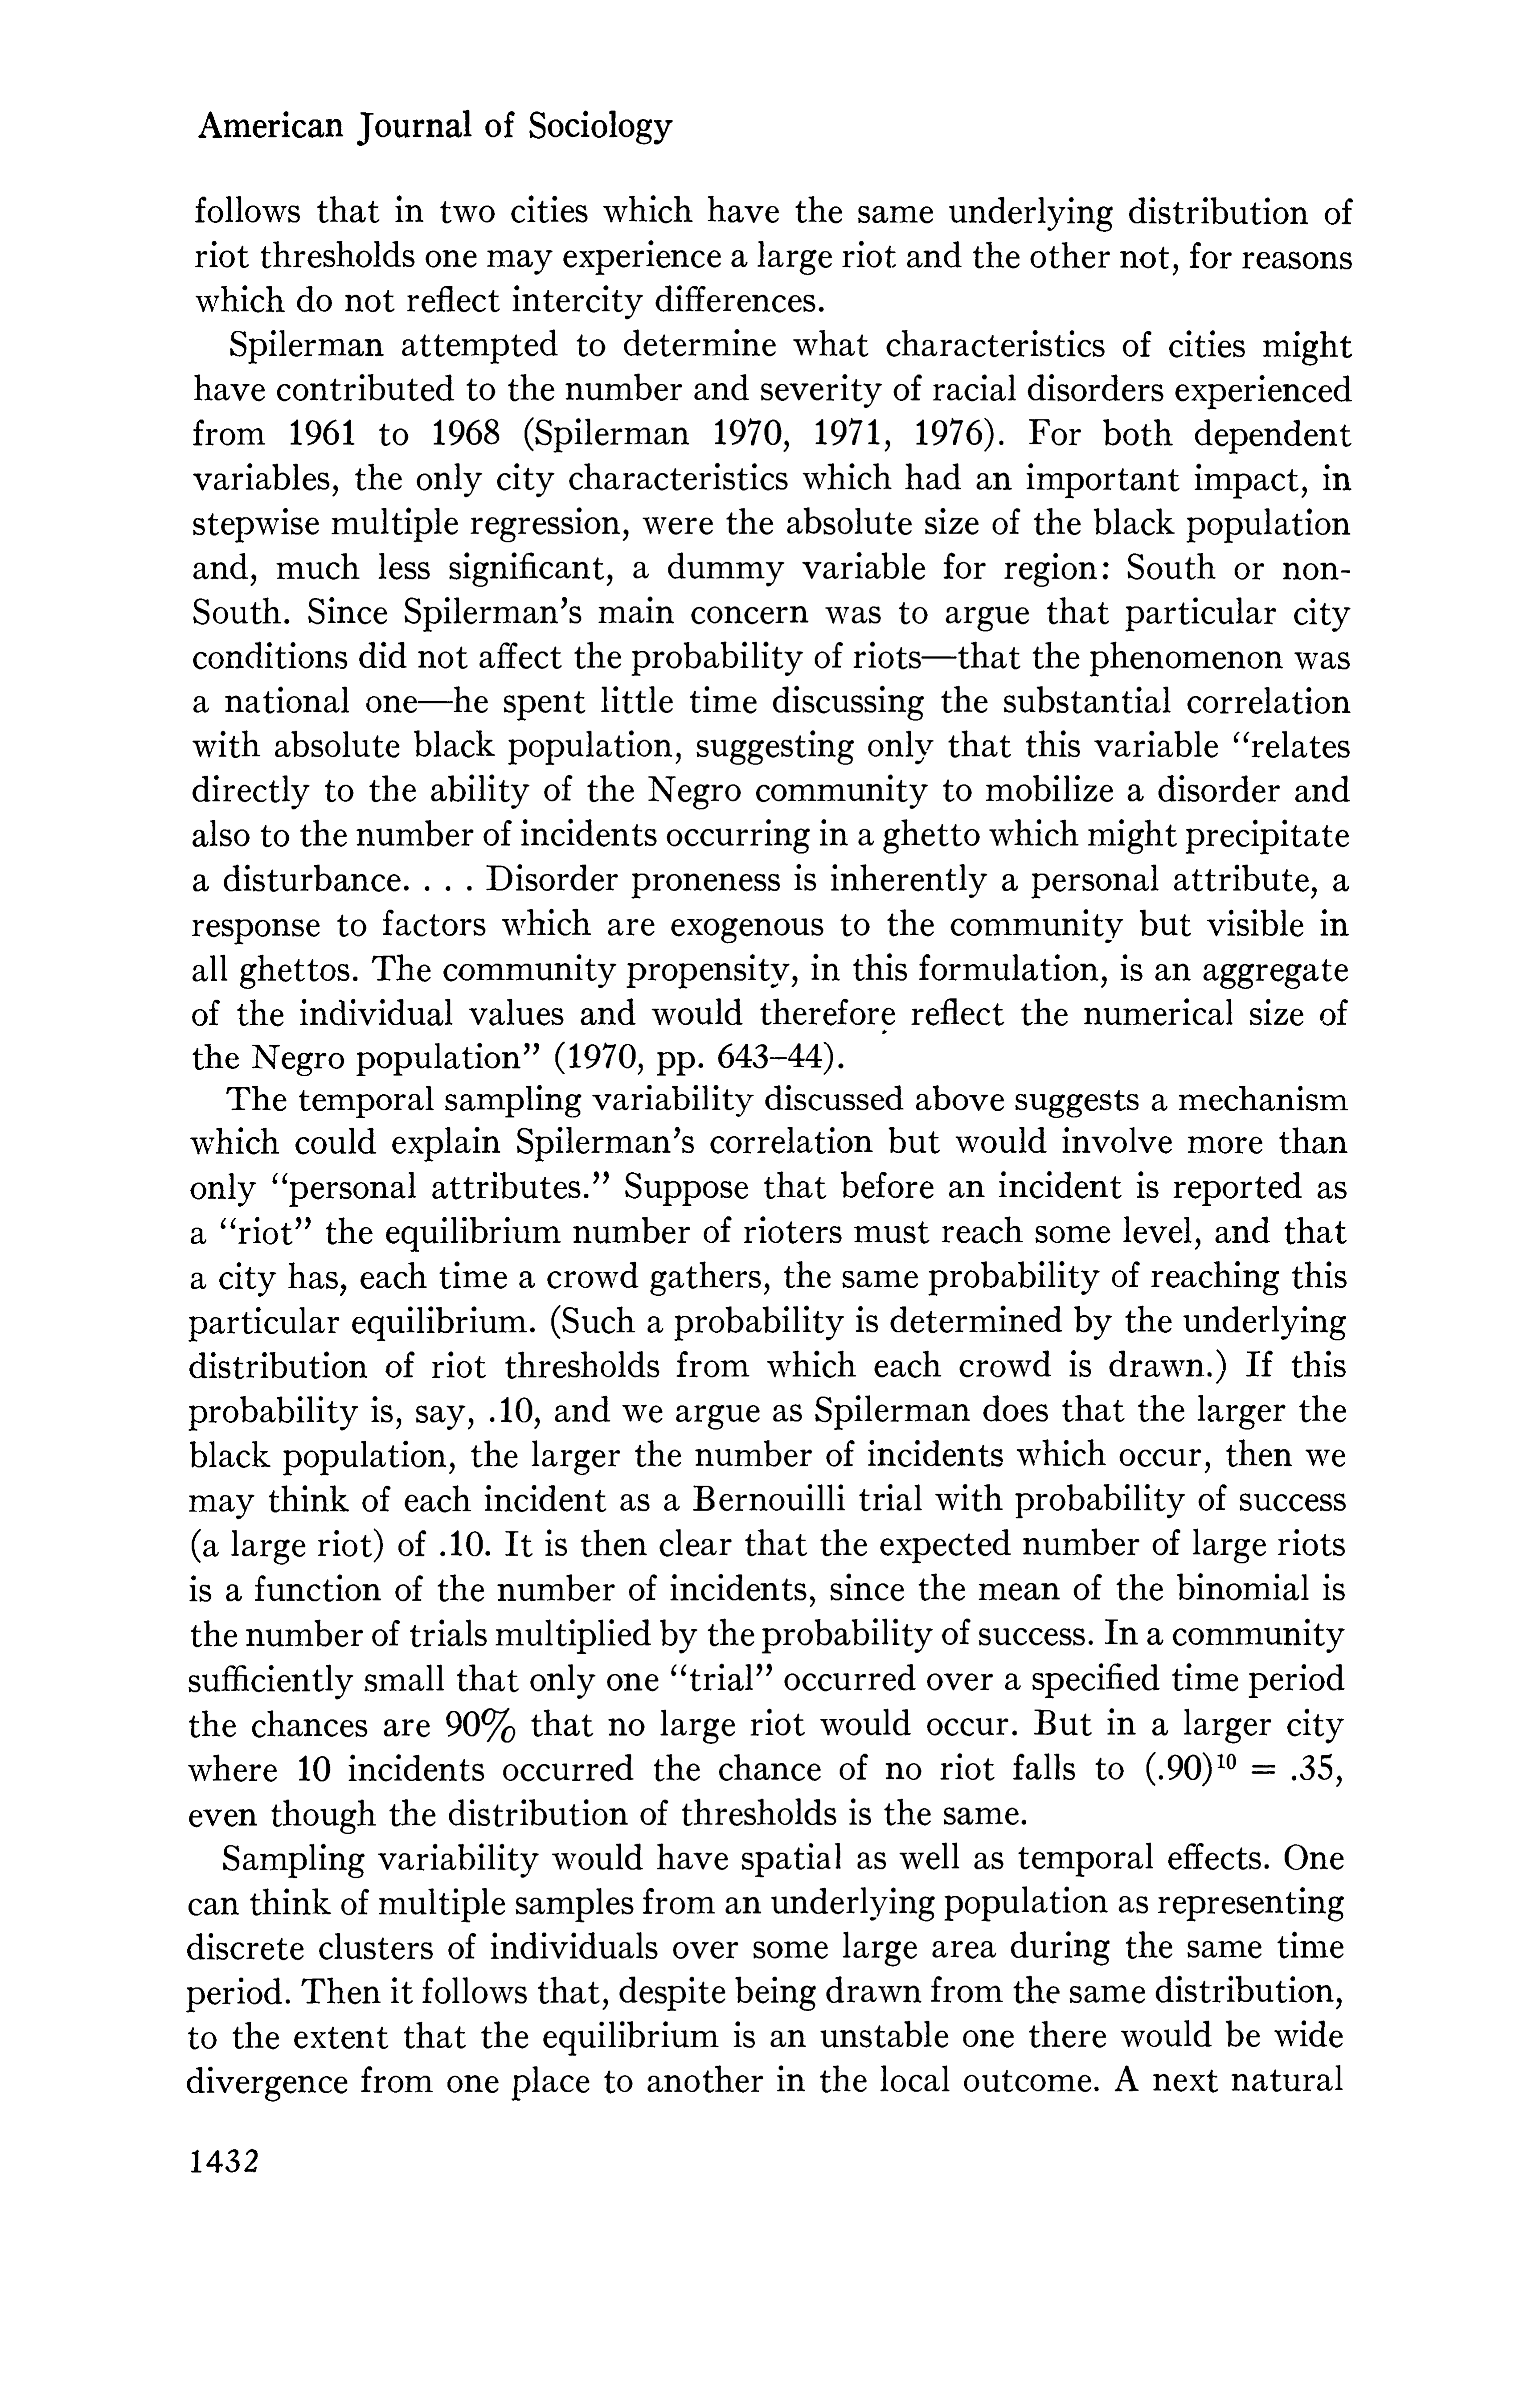 American Journal of Sociology
follows that in two cities which have the same underlying distribution of
riot thresholds one may experience a large riot and the other not, for reasons
which do not reflect intercity differences.
Spilerman attempted to determine what characteristics of cities might
have contributed to the number and severity of racial disorders experienced
from 1961 to 1968 (Spilerman 1970, 1971, 1976). For both dependent
variables, the only city characteristics which had an important impact, in
stepwise multiple regression, were the absolute size of the black population
and, much less significant, a dummy variable for region: South or non-
South. Since Spilerman's main concern was to argue that particular city
conditions did not affect the probability of riots—that the phenomenon was
a national one—he spent little time discussing the substantial correlation
with absolute black population, suggesting only that this variable “relates
directly to the ability of the Negro community to mobilize a disorder and
also to the number of incidents occurring in a ghetto which might precipitate
a disturbance. . . . Disorder proneness is inherently a personal attribute, a
response to factors which are exogenous to the community but visible in
all ghettos. The community propensity, in this formulation, is an aggregate
of the individual values and would therefore reflect the numerical size of
the Negro population” (1970, pp. 643–44).
The temporal sampling variability discussed above suggests a mechanism
which could explain Spilerman's correlation but would involve more than
only “personal attributes.” Suppose that before an incident is reported as
a “riot” the equilibrium number of rioters must reach some level, and that
a city has, each time a crowd gathers, the same probability of reaching this
particular equilibrium. (Such a probability is determined by the underlying
distribution of riot thresholds from which each crowd is drawn.) If this
probability is, say, .10, and we argue as Spilerman does that the larger the
black population, the larger the number of incidents which occur, then we
may think of each incident as a Bernouilli trial with probability of success
(a large riot) of .10. It is then clear that the expected number of large riots
is a function of the number of incidents, since the mean of the binomial is
the number of trials multiplied by the probability of success. In a community
sufficiently small that only one “trial” occurred over a specified time period
the chances are 90% that no large riot would occur. But in a larger city
where 10 incidents occurred the chance of no riot falls to (.90)¹⁰ = .35,
even though the distribution of thresholds is the same.
Sampling variability would have spatial as well as temporal effects. One
can think of multiple samples from an underlying population as representing
discrete clusters of individuals over some large area during the same time
period. Then it follows that, despite being drawn from the same distribution,
to the extent that the equilibrium is an unstable one there would be wide
divergence from one place to another in the local outcome. A next natural
1432